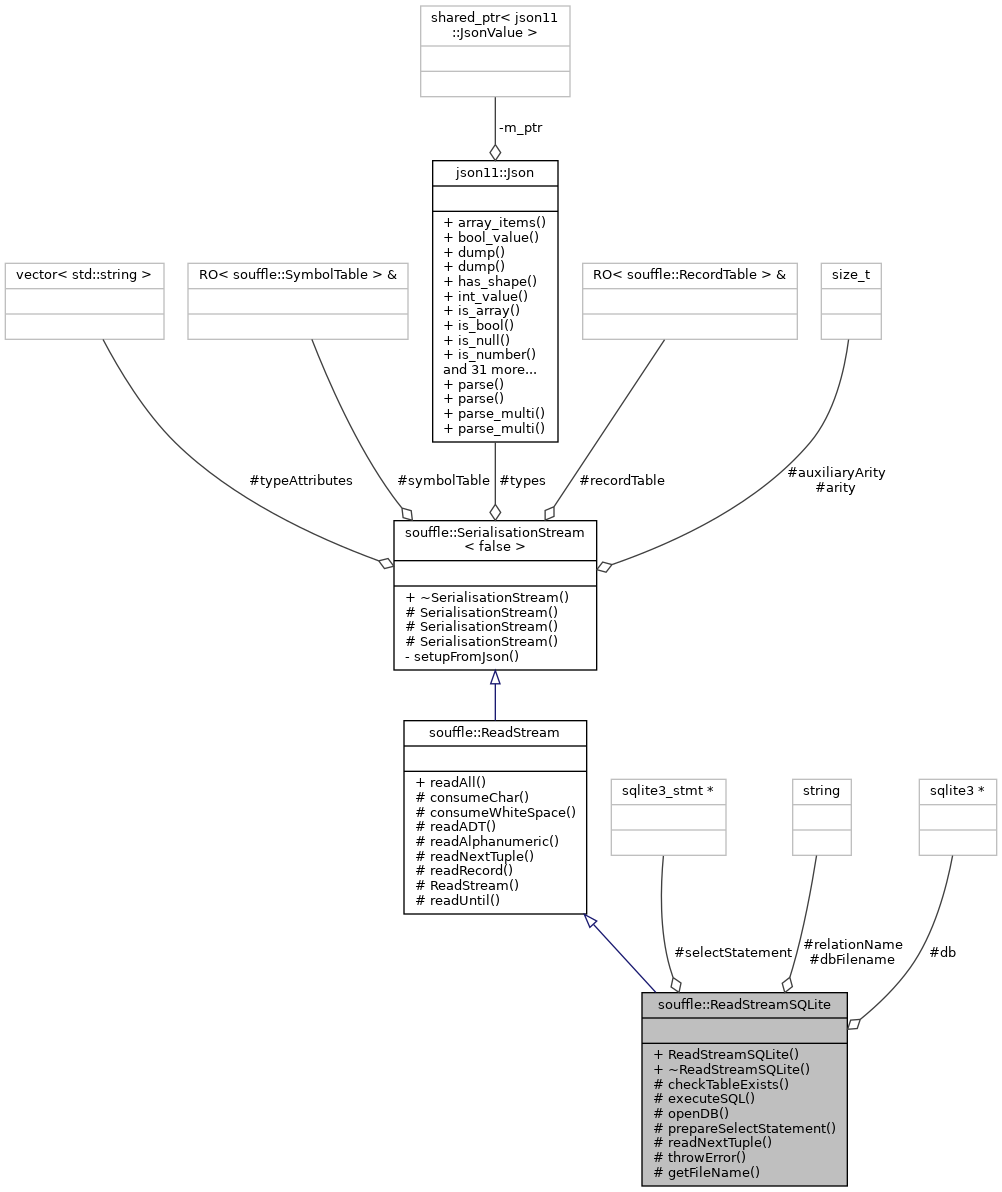 shared_ptr< json11
::JsonValue >
-m_ptr
json11::Json
+ array_items()
+ bool_value()
+ dump()
+ dump()
+ has_shape()
+ int_value()
+ is_array()
+ is_bool()
+ is_null()
+ is_number()
and 31 more...
+ parse()
+ parse()
+ parse_multi()
+ parse_multi()
vector< std::string >
RO< souffle::SymbolTable > &
RO< souffle::RecordTable > &
size_t
#typeAttributes
#symbolTable
#types
#recordTable
#auxiliaryArity
#arity
souffle::SerialisationStream
< false >
+ ~SerialisationStream()
# SerialisationStream()
# SerialisationStream()
# SerialisationStream()
- setupFromJson()
souffle::ReadStream
+ readAll()
# consumeChar()
# consumeWhiteSpace()
# readADT()
# readAlphanumeric()
# readNextTuple()
# readRecord()
# ReadStream()
# readUntil()
sqlite3_stmt *
string
sqlite3 *
#selectStatement
#relationName
#dbFilename
#db
souffle::ReadStreamSQLite
+ ReadStreamSQLite()
+ ~ReadStreamSQLite()
# checkTableExists()
# executeSQL()
# openDB()
# prepareSelectStatement()
# readNextTuple()
# throwError()
# getFileName()